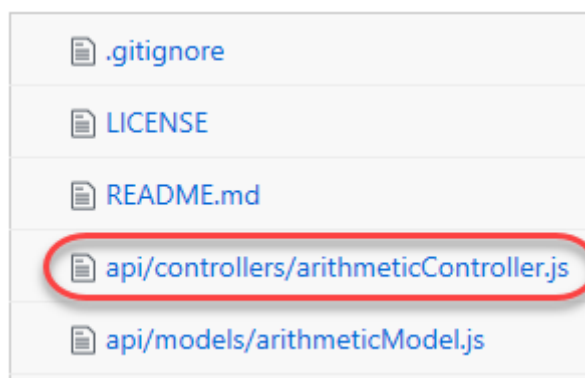 .gitignore
LICENSE
README.md
api/controllers/arithmeticController.js
api/models/arithmeticModel.js